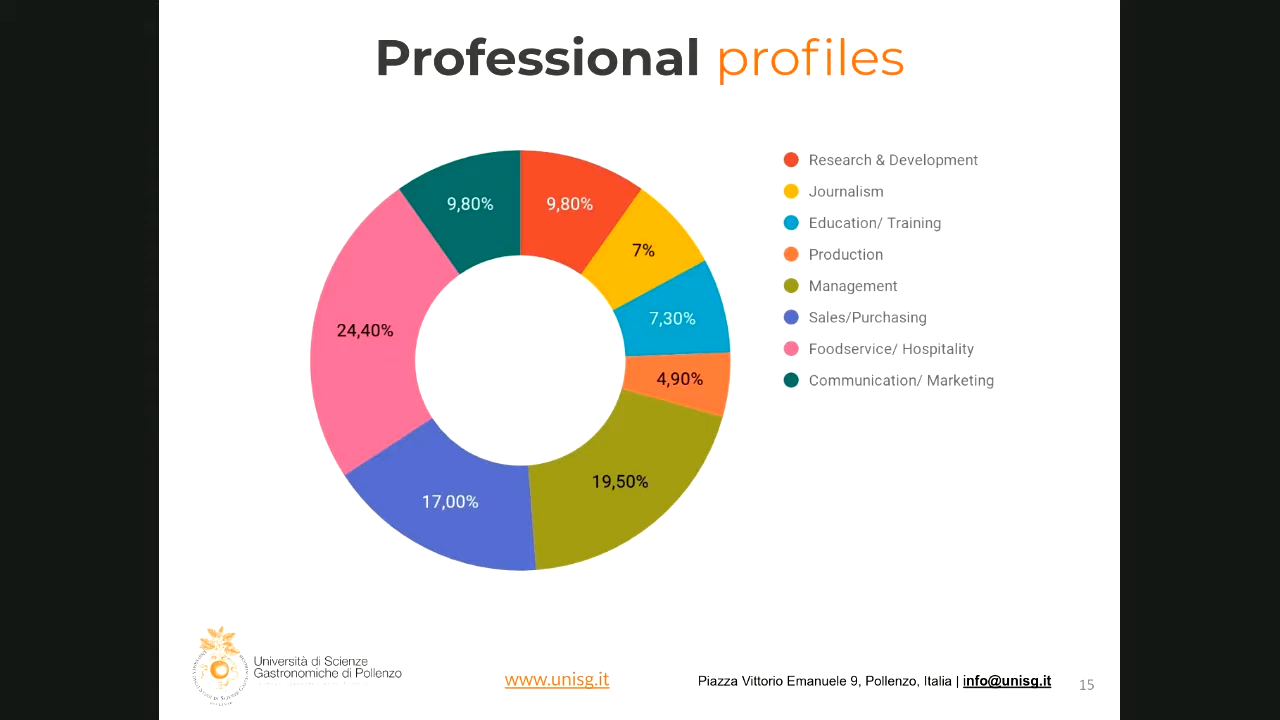 Professional profiles
9,80%
9,80%
7%
7,30%
4,90%
19,50%
17,00%
24,40%
Research & Development
Journalism
Education/ Training
Production
Management
Sales/Purchasing
Foodservice/ Hospitality
Communication/ Marketing
Università di Scienze
Gastronomiche di Pollenzo
www.unisg.it
Piazza Vittorio Emanuele 9, Pollenzo, Italia | info@unisg.it
15